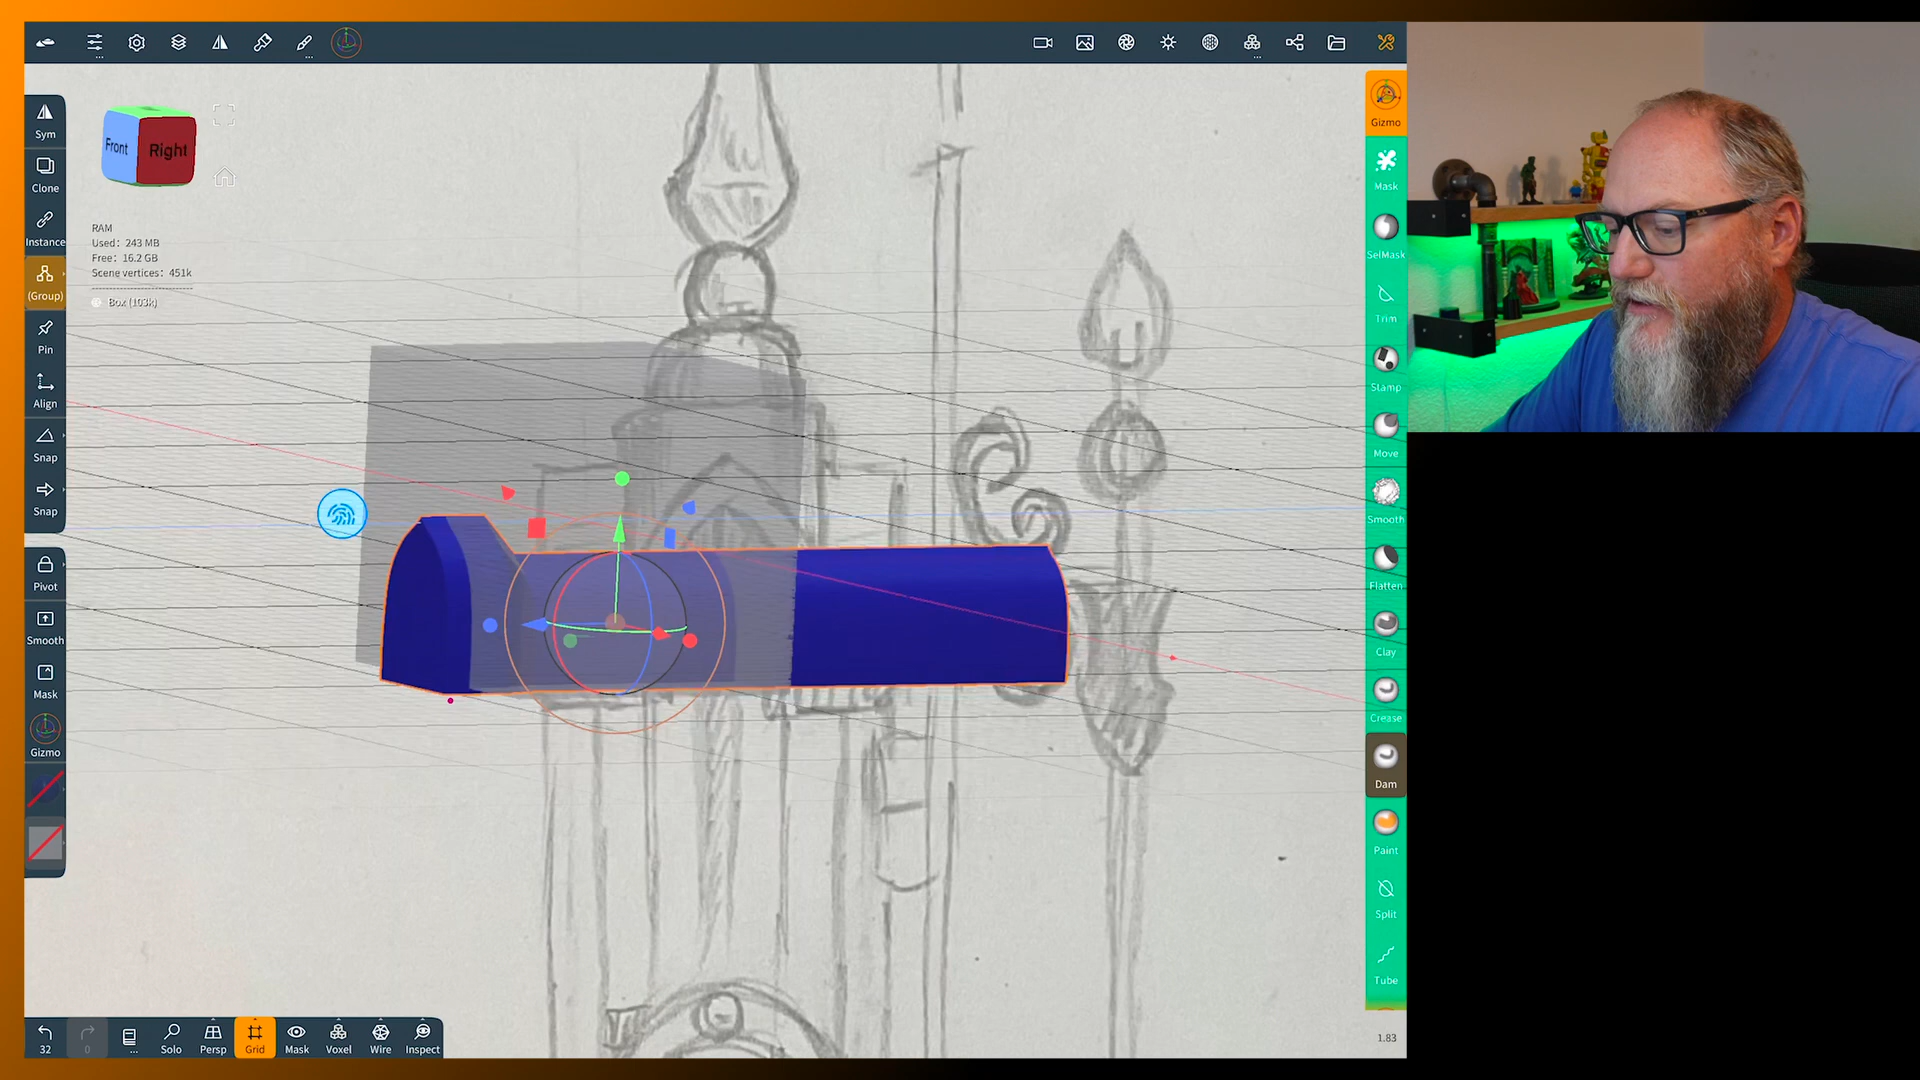 Sym
Clone
Instance
(Group)
Pin
Align
Snap
Snap
Pivot
Smooth
Mask
Gizmo
Front
Right
RAM
Used: 243 MB
Free: 16.2 GB
Scene vertices: 451k
Box (103k)
Gizmo
Mask
SelMask
Trim
Stamp
Move
Smooth
Flatten
Clay
Crease
Dam
Paint
Split
Tube
1.83
32
0
...
Solo
Persp
Grid
Mask
Voxel
Wire
Inspect